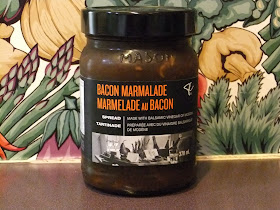 MASON
BACON MARMALADE
MARMELADE AU BACON
SPREAD
MADE WITH BALSAMIC VINEGAR OF MODENA
TARTINADE
PRÉPARÉE AVEC DU VINAIGRE BALSAMIQUE
DE MODÈNE
mL